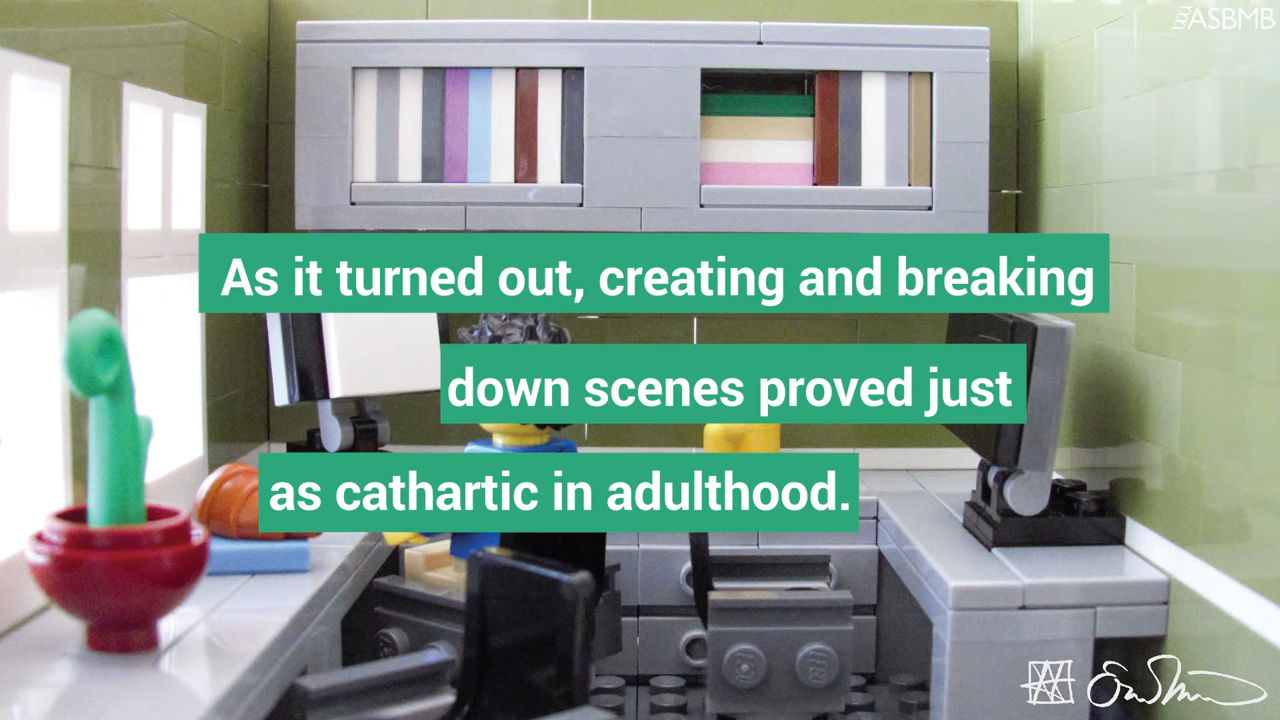 ASBMB
As it turned out, creating and breaking
down scenes proved just
as cathartic in adulthood.